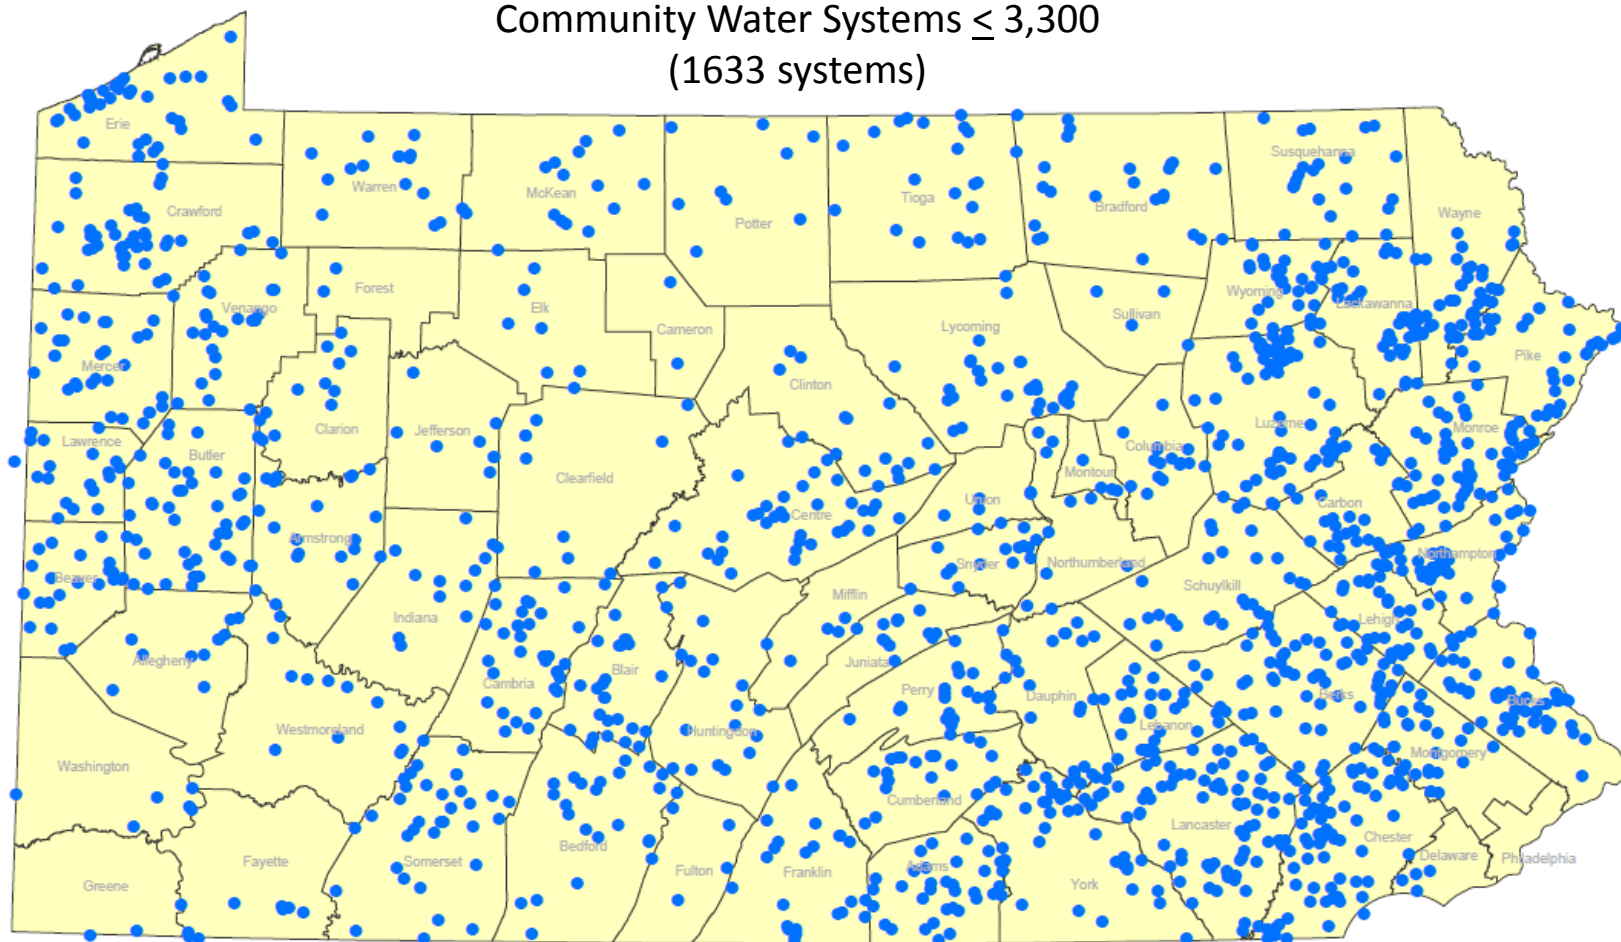 Community Water Systems ≤ 3,300
(1633 systems)
Erie
Warren
McKean
Potter
Tioga
Bradford
Susquehanna
Wayne
Crawford
Forest
Venango
Elk
Cameron
Lycoming
Sullivan
Wyoming
Lackawanna
Pike
Mercer
Clinton
Clarion
Jefferson
Luzerne
Monroe
Columbia
Lawrence
Butler
Clearfield
Montour
Union
Centre
Carbon
Armstrong
Northampton
Beaver
Snyder
Northumberland
Schuylkill
Mifflin
Indiana
Lehigh
Allegheny
Juniata
Blair
Cambria
Perry
Dauphin
Berks
Bucks
Lebanon
Westmoreland
Huntingdon
Montgomery
Washington
Cumberland
Lancaster
Chester
Bedford
Somerset
Fayette
Fulton
Franklin
Adams
York
Delaware
Philadelphia
Greene